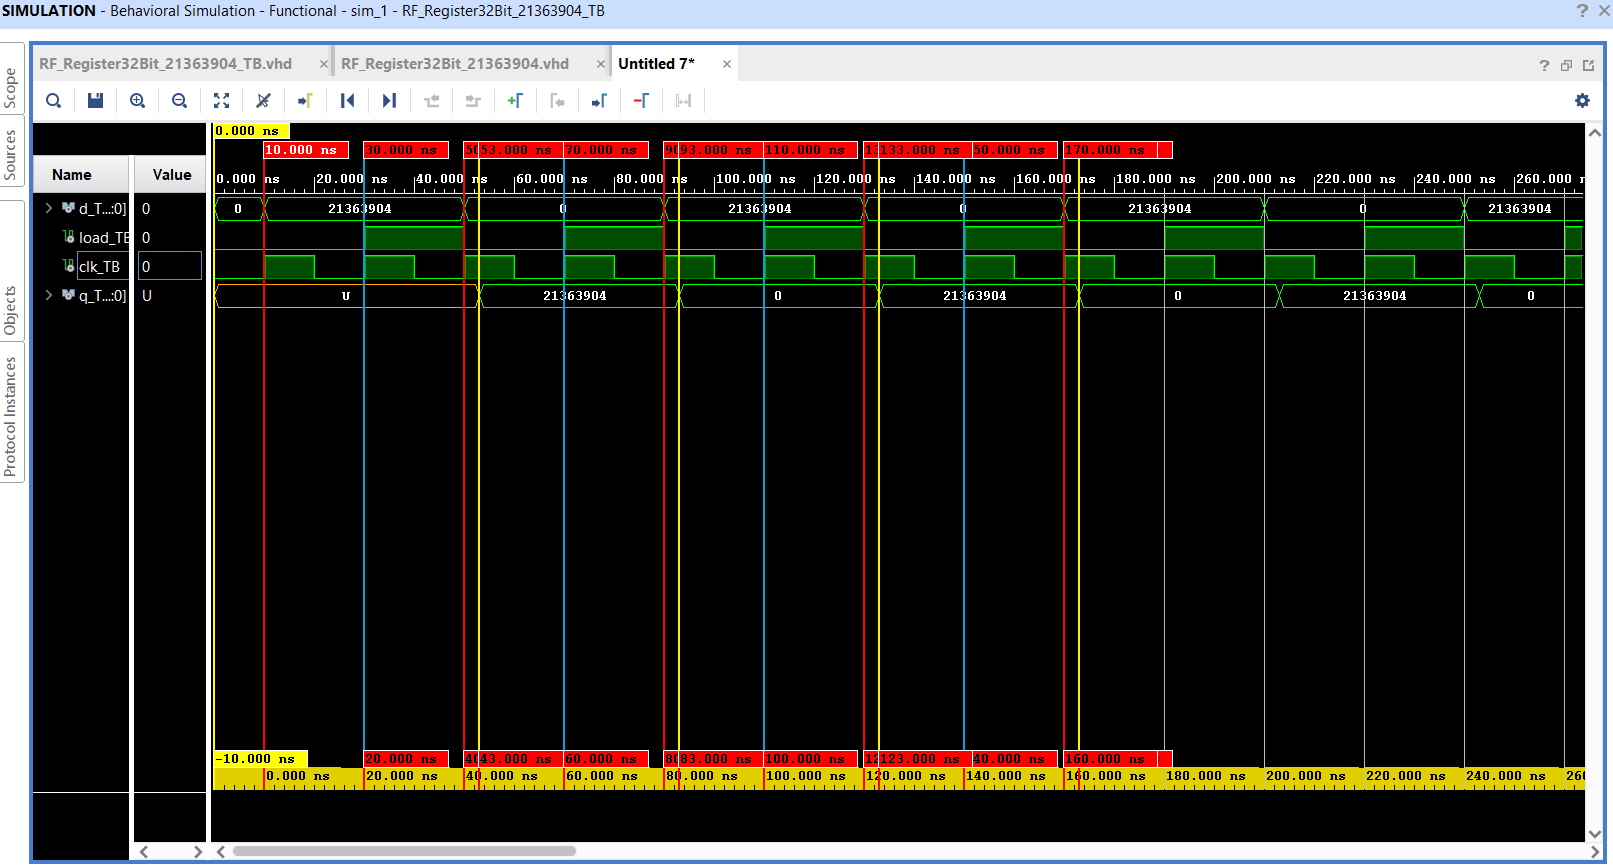 SIMULATION - Behavioral Simulation - Functional - sim_1 - RF_Register32Bit_21363904_TB
? ×
Scope
Sources
Objects
Protocol Instances
RF_Register32Bit_21363904_TB.vhd × RF_Register32Bit_21363904.vhd × Untitled 7* ×
?
0.000 ns
10.000 ns 30.000 ns 53.000 ns 70.000 ns 93.000 ns 110.000 ns 133.000 ns 50.000 ns 170.000 ns
Name Value
0.000 ns 20.000 ns 40.000 ns 60.000 ns 80.000 ns 100.000 ns 120.000 ns 140.000 ns 160.000 ns 180.000 ns 200.000 ns 220.000 ns 240.000 ns 260.000 n
d_T...:0] 0 0 21363904 0 21363904 0 21363904 0 21363904
load_TB 0
clk_TB 0
q_T...:0] U U 21363904 0 21363904 0 21363904 0
-10.000 ns 20.000 ns 43.000 ns 60.000 ns 83.000 ns 100.000 ns 123.000 ns 40.000 ns 160.000 ns
0.000 ns 20.000 ns 40.000 ns 60.000 ns 80.000 ns 100.000 ns 120.000 ns 140.000 ns 160.000 ns 180.000 ns 200.000 ns 220.000 ns 240.000 ns 260